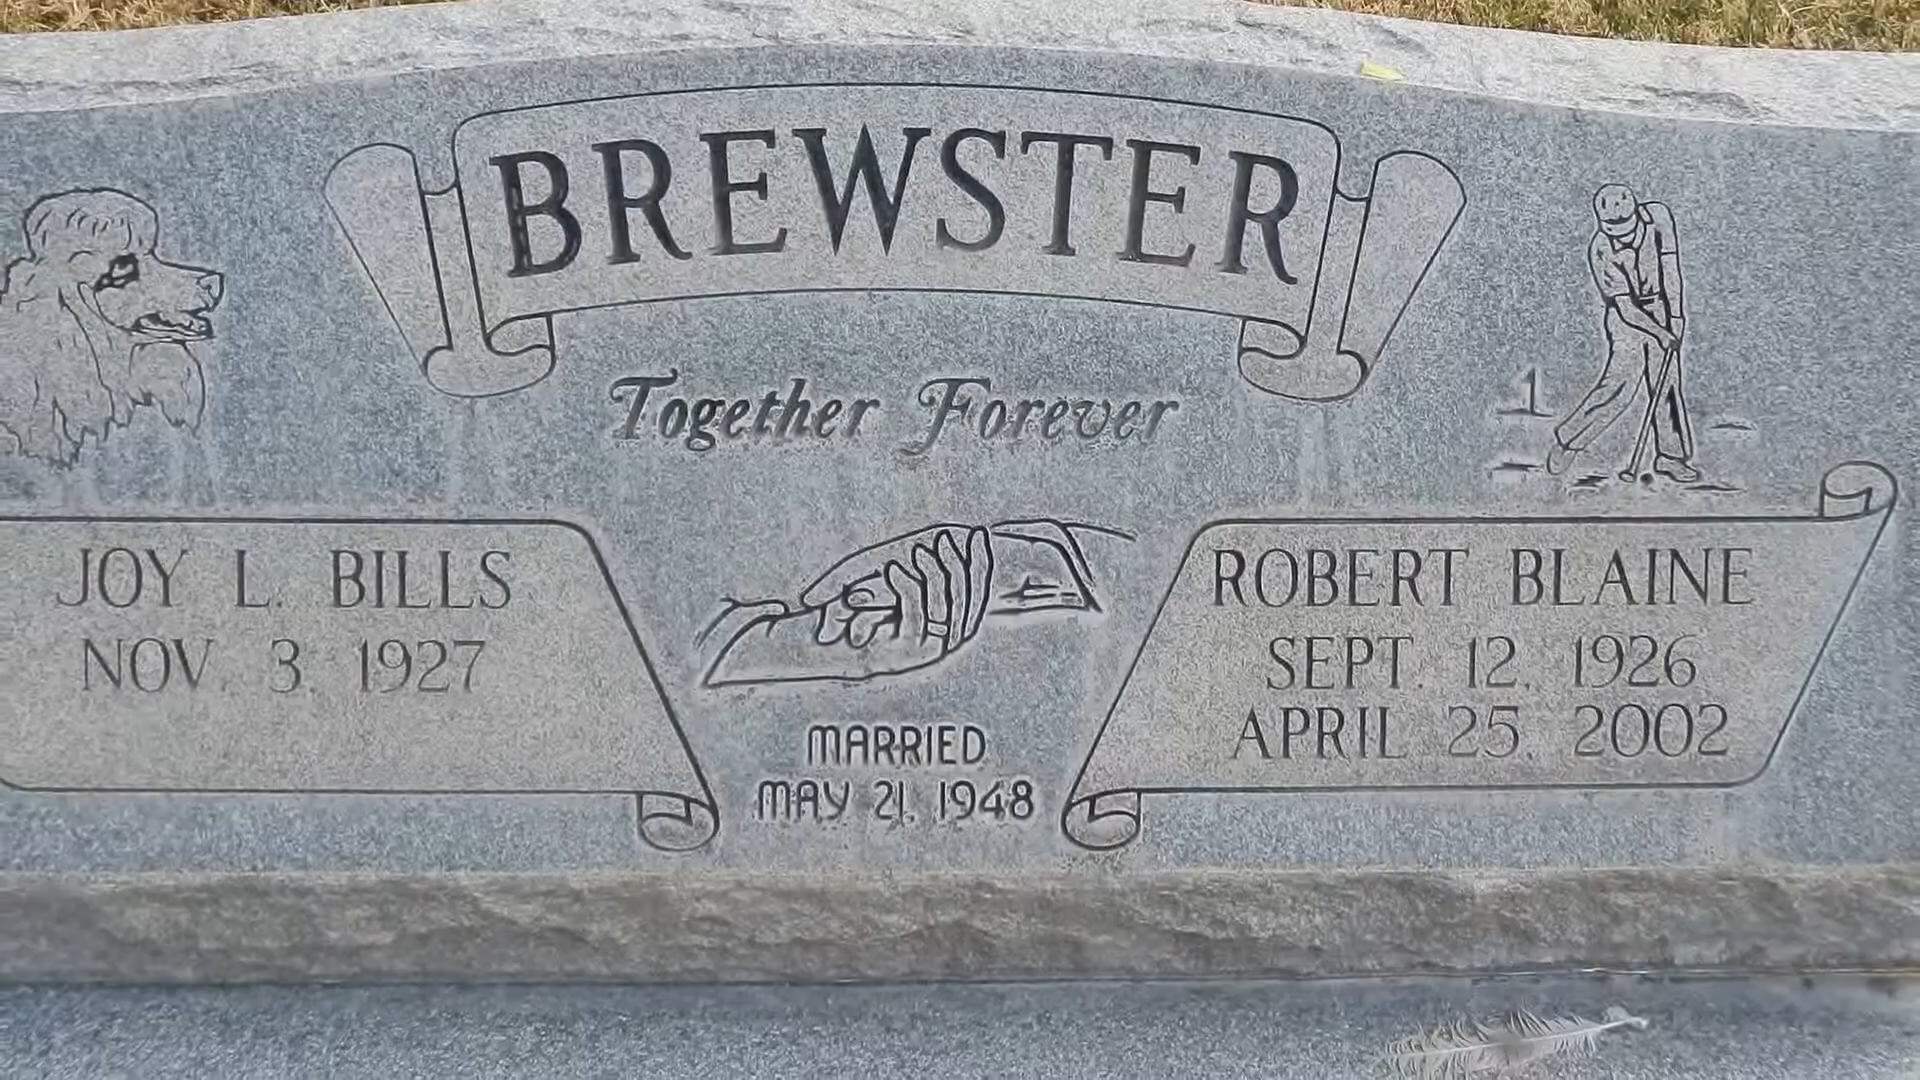 BREWSTER
Together Forever
1
JOY L. BILLS
NOV. 3, 1927
ROBERT BLAINE
SEPT. 12, 1926
APRIL 25, 2002
MARRIED
MAY 21, 1948